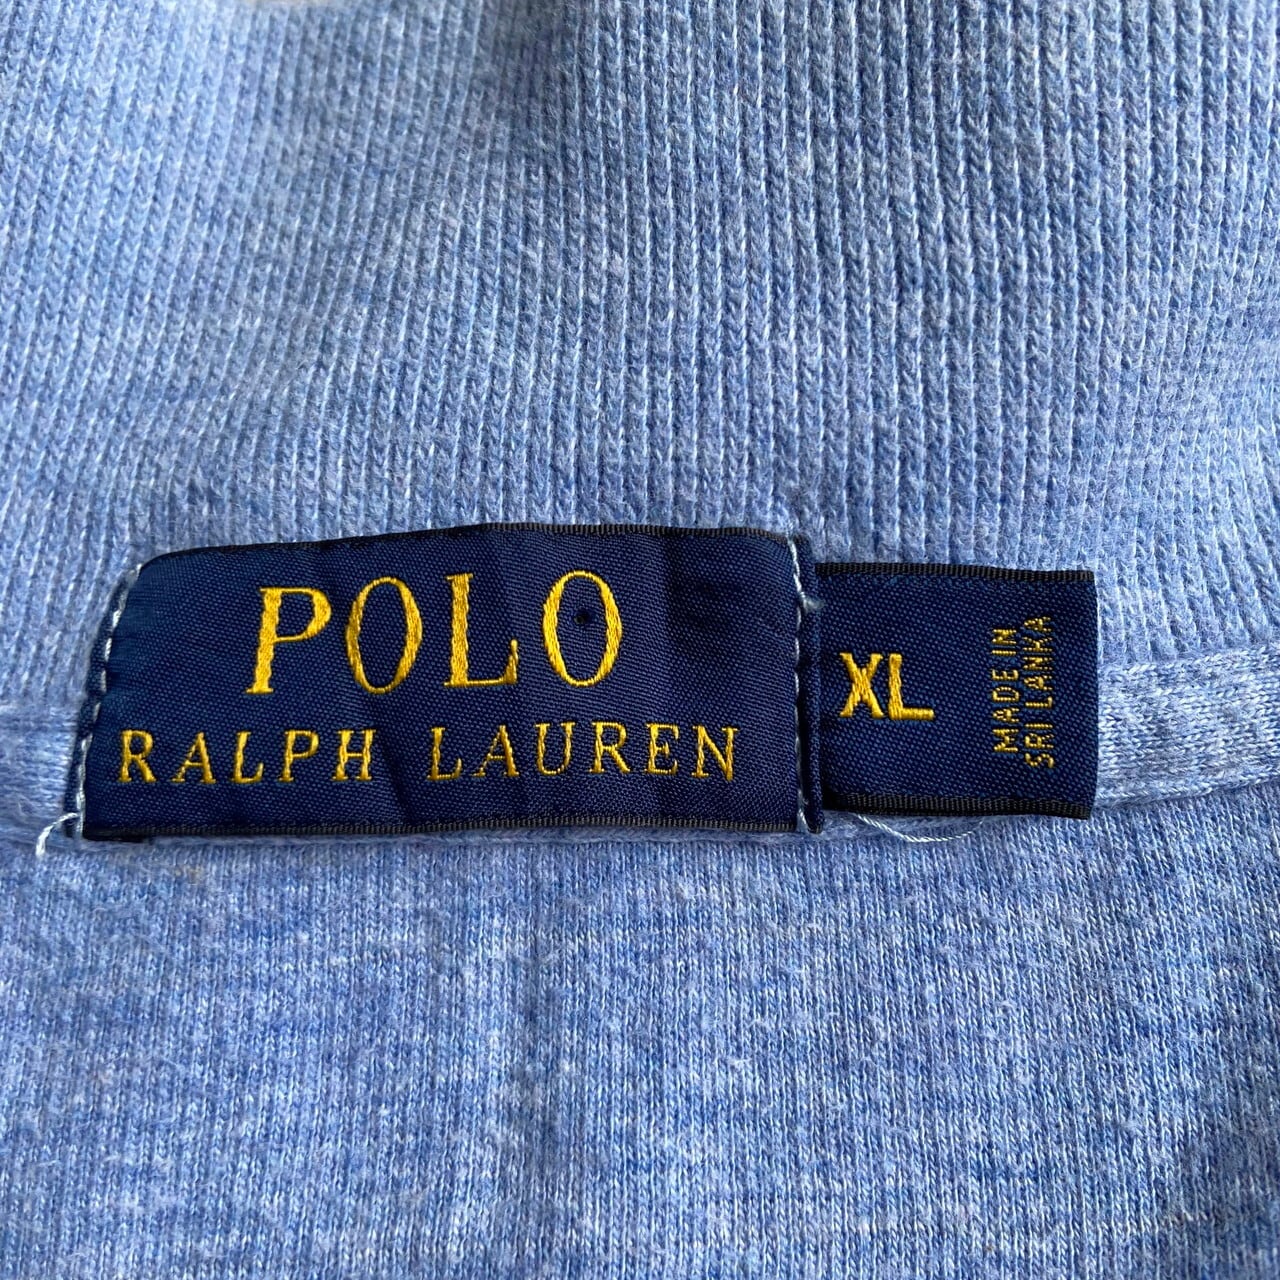 POLO
RALPH LAUREN
XL
MADE IN
SRI LANKA